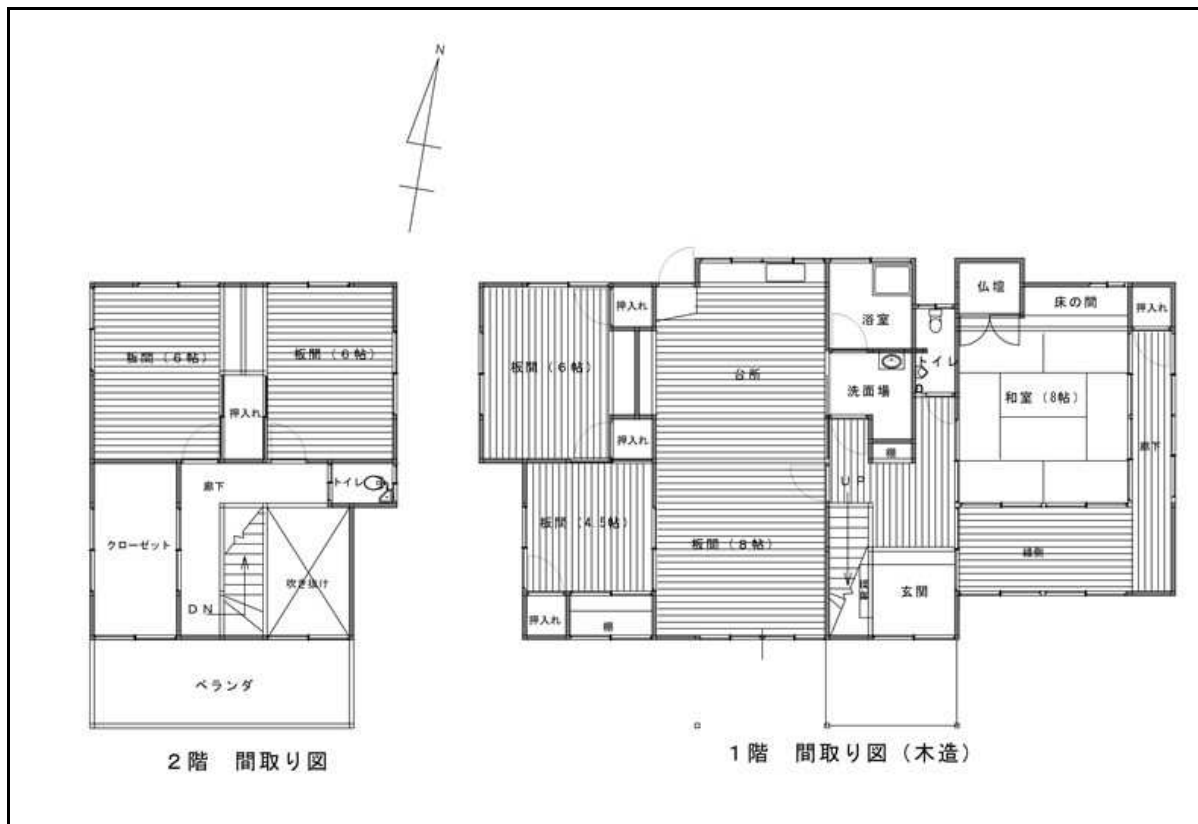 N
板間（6帖）
板間（6帖）
押入れ
廊下
トイレ
クローゼット
吹き抜け
DN
ベランダ
2階 間取り図
押入れ
板間（6帖）
押入れ
板間（4.5帖）
押入れ
棚
台所
板間（8帖）
浴室
洗面場
トイレ
棚
UP
玄関
仏壇
床の間
押入れ
和室（8帖）
廊下
縁側
1階 間取り図（木造）